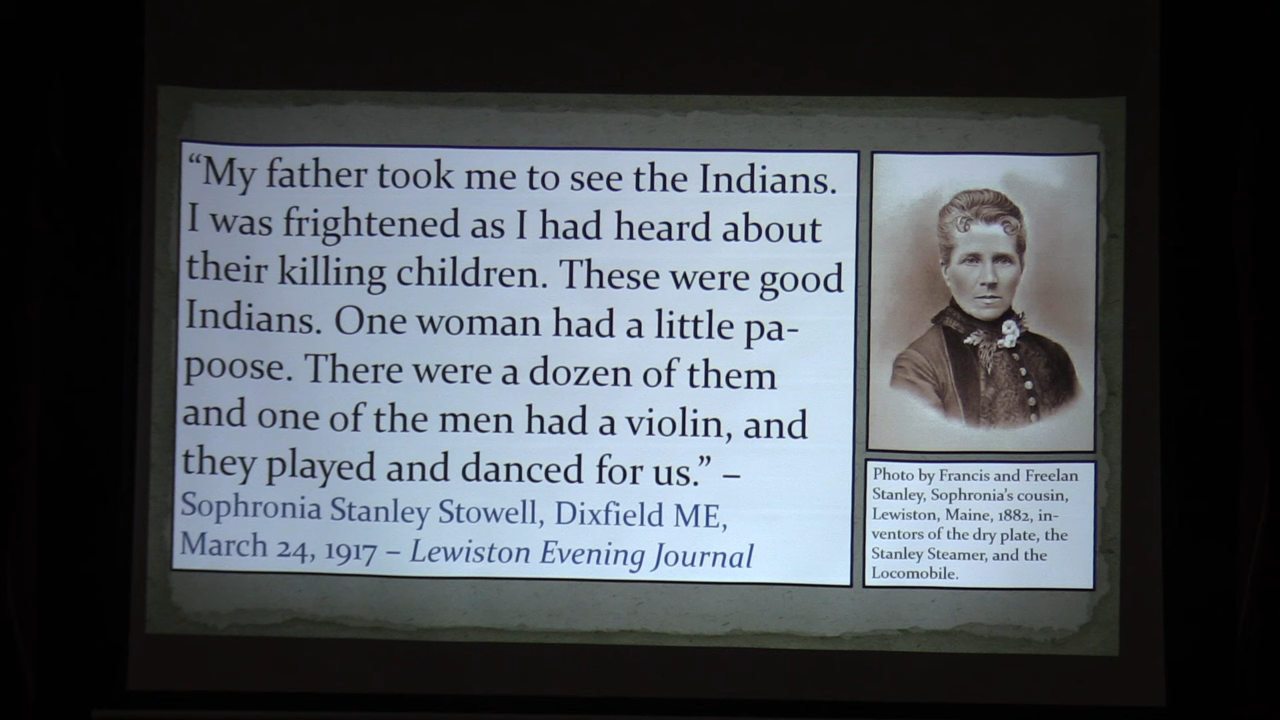 “My father took me to see the Indians.
I was frightened as I had heard about
their killing children. These were good
Indians. One woman had a little pa-
poose. There were a dozen of them
and one of the men had a violin, and
they played and danced for us.” –
Sophronia Stanley Stowell, Dixfield ME,
March 24, 1917 – Lewiston Evening Journal
Photo by Francis and Freelan
Stanley, Sophronia’s cousin,
Lewiston, Maine, 1882, in-
ventors of the dry plate, the
Stanley Steamer, and the
Locomobile.